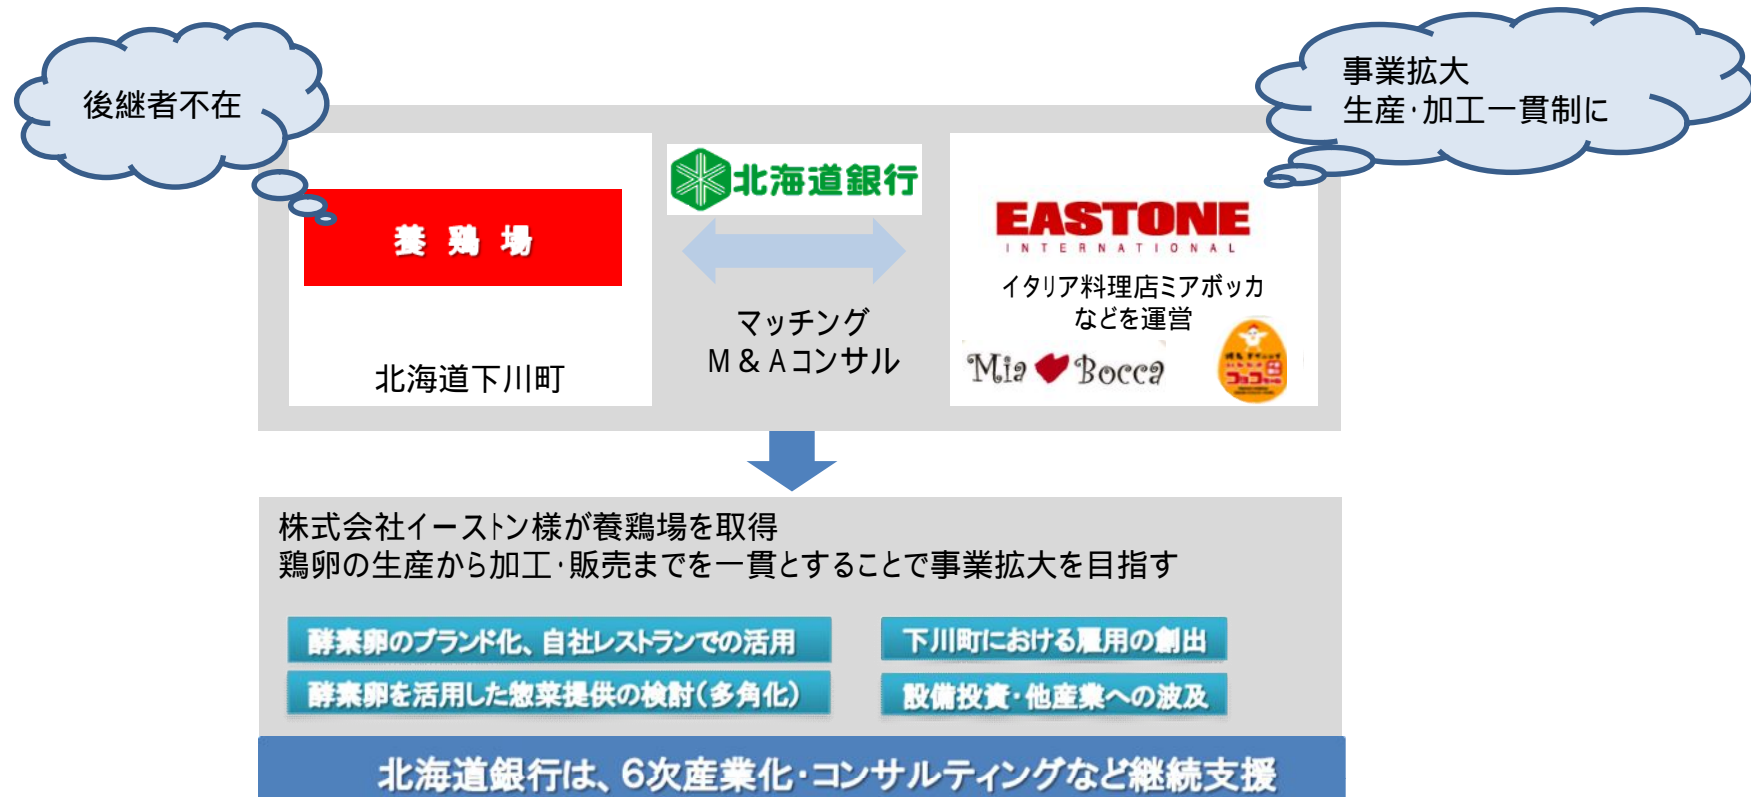 後継者不在
事業拡大
生産･加工一貫制に
北海道銀行
養 鶏 場
EASTONE
INTERNATIONAL
イタリア料理店ミアボッカ
などを運営
マッチング
M & Aコンサル
Mia Bocca
北海道下川町
株式会社イーストン様が養鶏場を取得
鶏卵の生産から加工･販売までを一貫とすることで事業拡大を目指す
酵素卵のブランド化、自社レストランでの活用
下川町における雇用の創出
酵素卵を活用した惣菜提供の検討(多角化)
設備投資･他産業への波及
北海道銀行は、6次産業化･コンサルティングなど継続支援